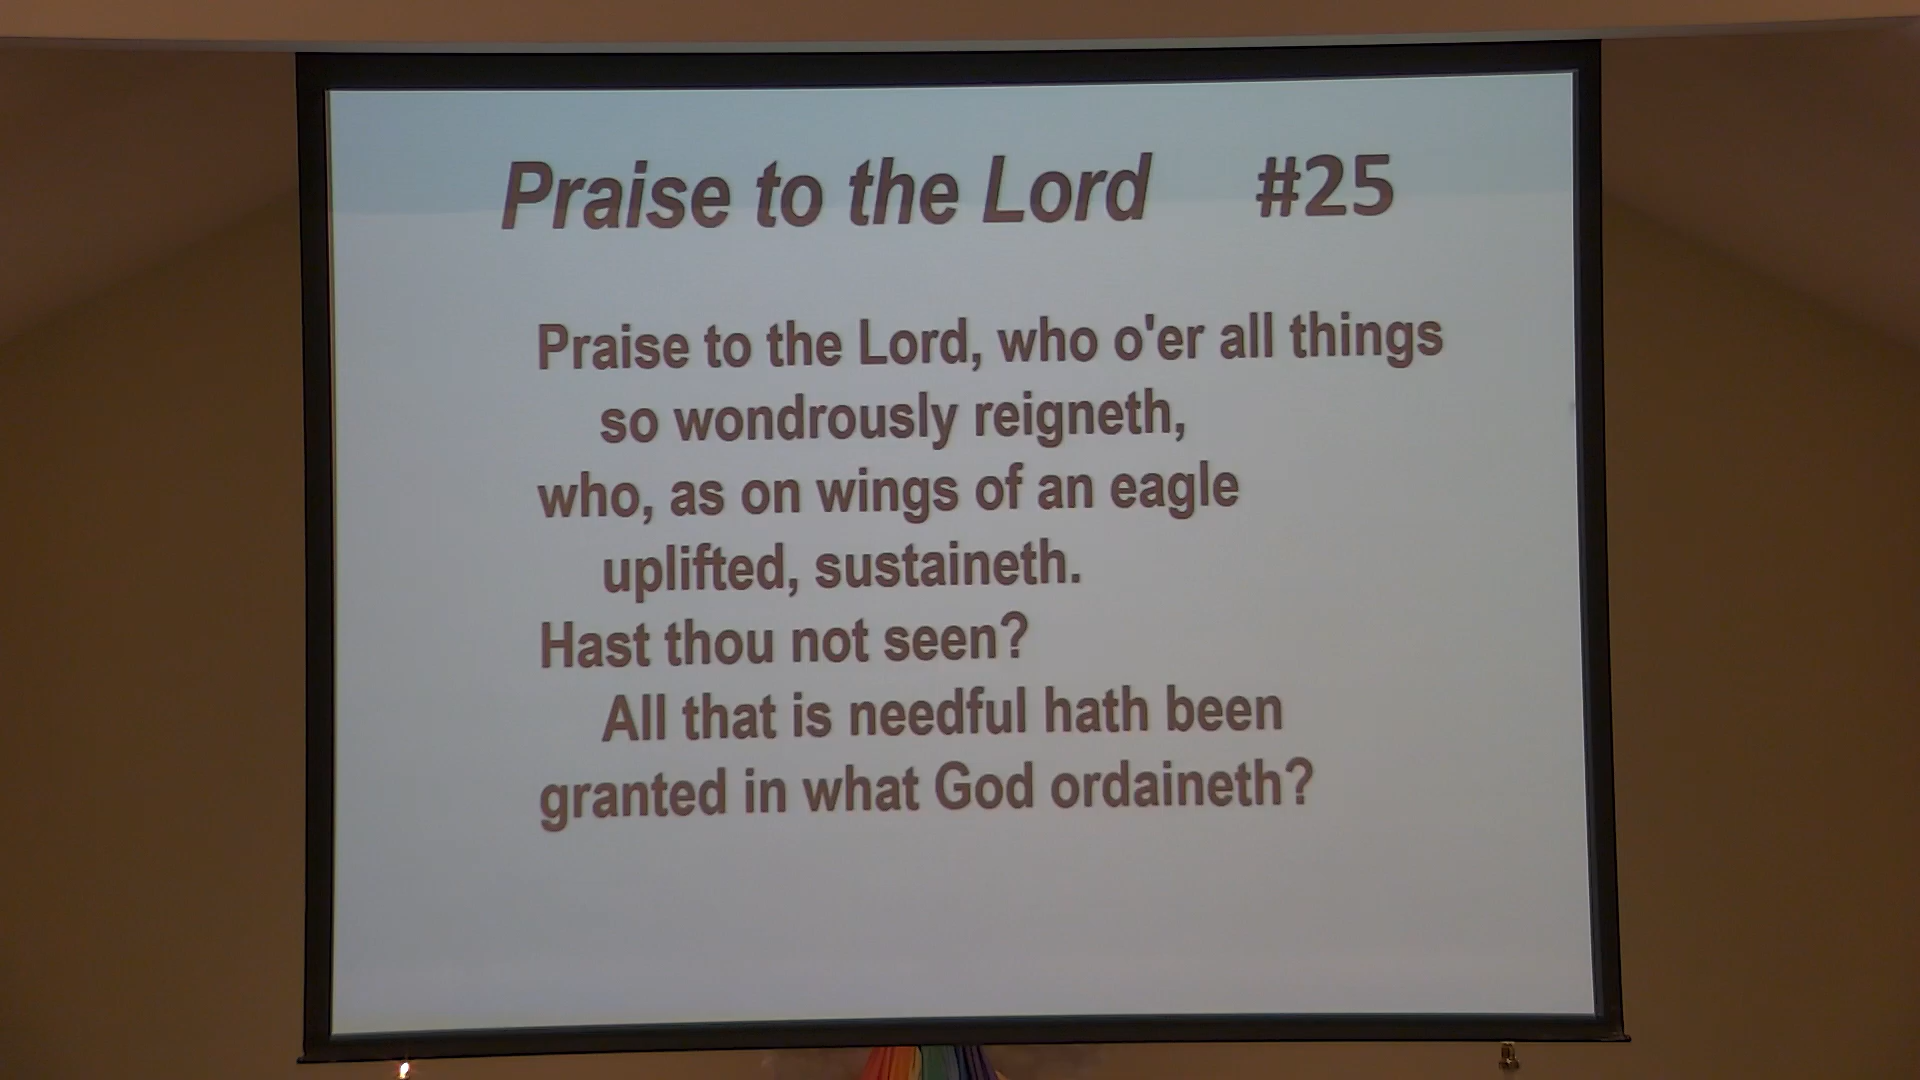 Praise to the Lord #25
Praise to the Lord, who o'er all things
so wondrously reigneth,
who, as on wings of an eagle
uplifted, sustaineth.
Hast thou not seen?
All that is needful hath been
granted in what God ordaineth?